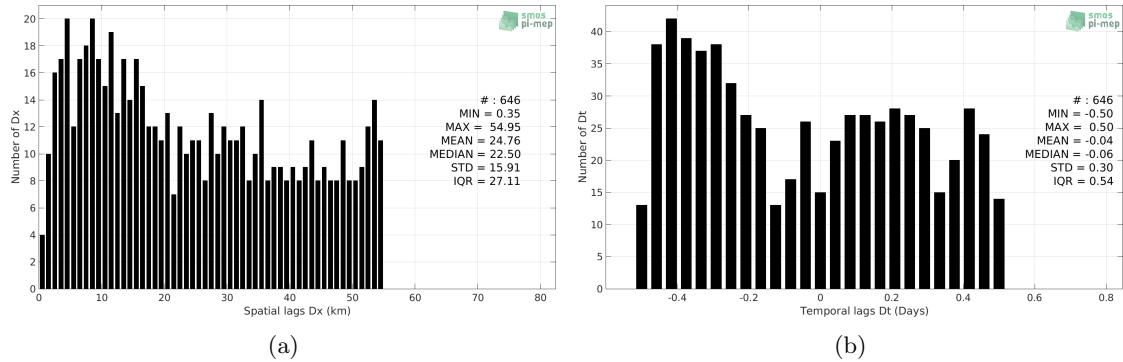 smos
pi-mep
20
18
16
14
12
10
8
6
4
2
0
Number of Dx
# : 646
MIN = 0.35
MAX = 54.95
MEAN = 24.76
MEDIAN = 22.50
STD = 15.91
IQR = 27.11
0 10 20 30 40 50 60 70 80
Spatial lags Dx (km)
(a)
smos
pi-mep
40
35
30
25
20
15
10
5
0
Number of Dt
# : 646
MIN = -0.50
MAX = 0.50
MEAN = -0.04
MEDIAN = -0.06
STD = 0.30
IQR = 0.54
-0.4 -0.2 0 0.2 0.4 0.6 0.8
Temporal lags Dt (Days)
(b)